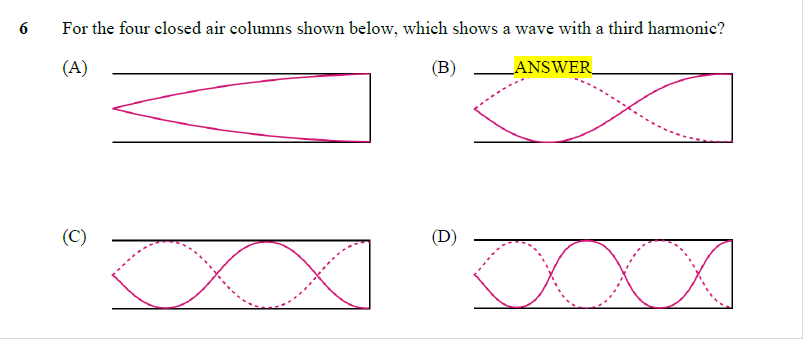 6 For the four closed air columns shown below, which shows a wave with a third harmonic?
(A) (B) ANSWER
(C) (D)